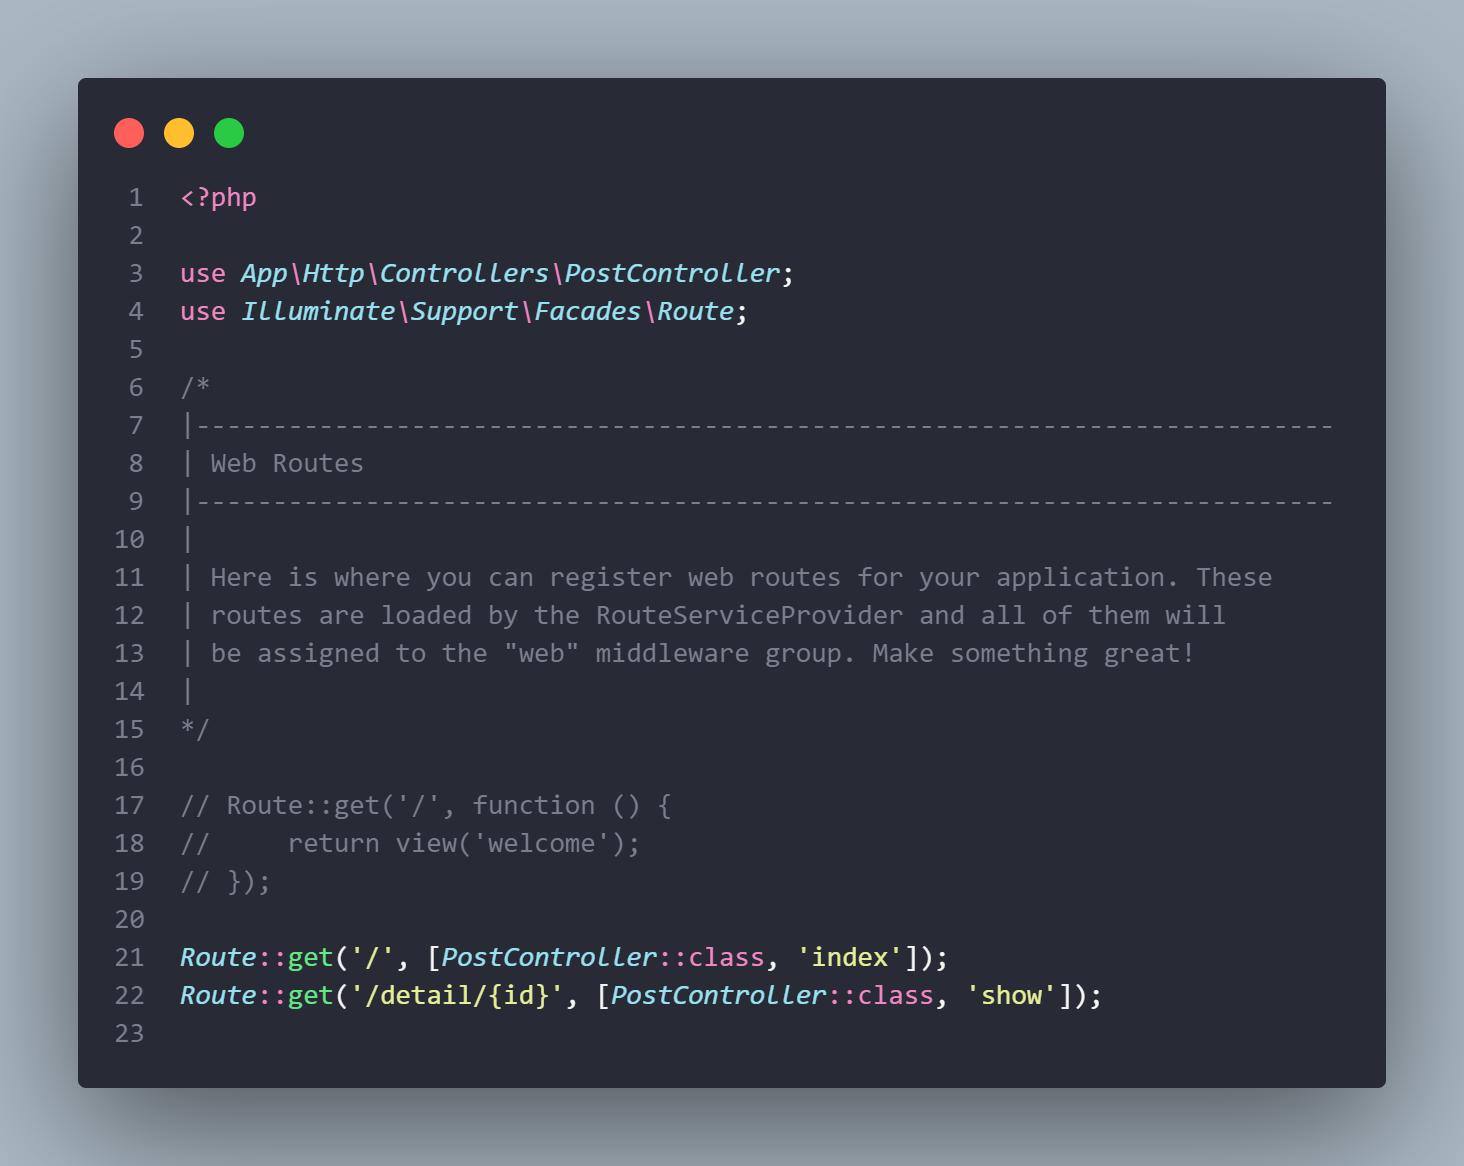 1 <?php
2
3 use App\Http\Controllers\PostController;
4 use Illuminate\Support\Facades\Route;
5
6 /*
7 |--------------------------------------------------------------------------
8 | Web Routes
9 |--------------------------------------------------------------------------
10 |
11 | Here is where you can register web routes for your application. These
12 | routes are loaded by the RouteServiceProvider and all of them will
13 | be assigned to the "web" middleware group. Make something great!
14 |
15 */
16
17 // Route::get('/', function () {
18 //     return view('welcome');
19 // });
20
21 Route::get('/', [PostController::class, 'index']);
22 Route::get('/detail/{id}', [PostController::class, 'show']);
23